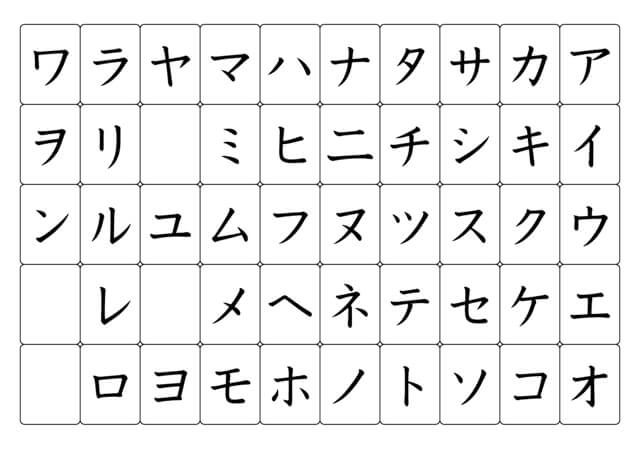 アイウエオ
カキクケコ
サシスセソ
タチツテト
ナニヌネノ
ハヒフヘホ
マミムメモ
ヤユヨ
ラリルレロ
ワヲン